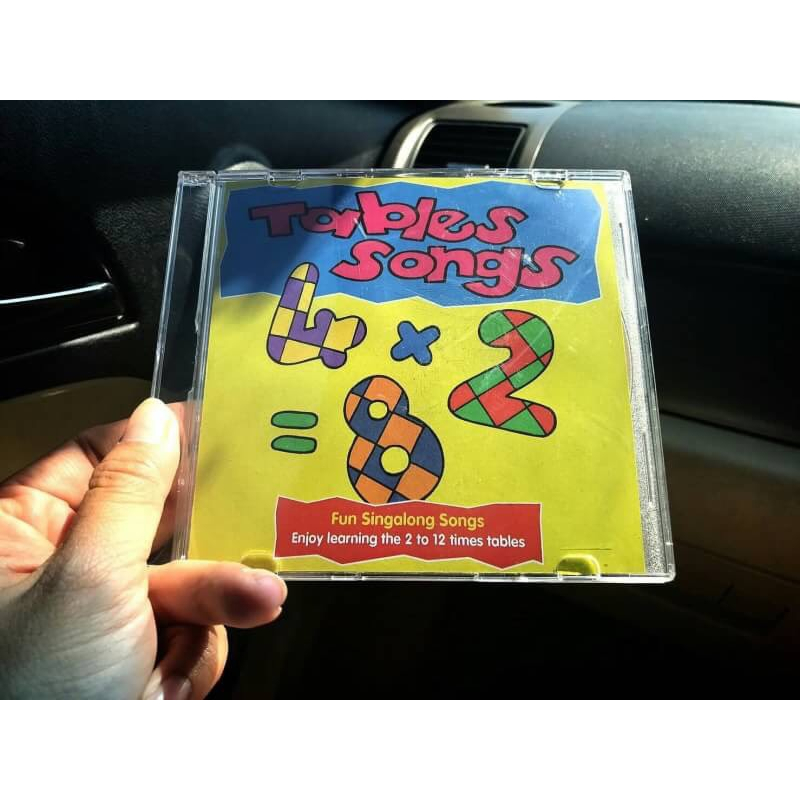 Tables
Songs
4 x 2
= 8
Fun Singalong Songs
Enjoy learning the 2 to 12 times tables